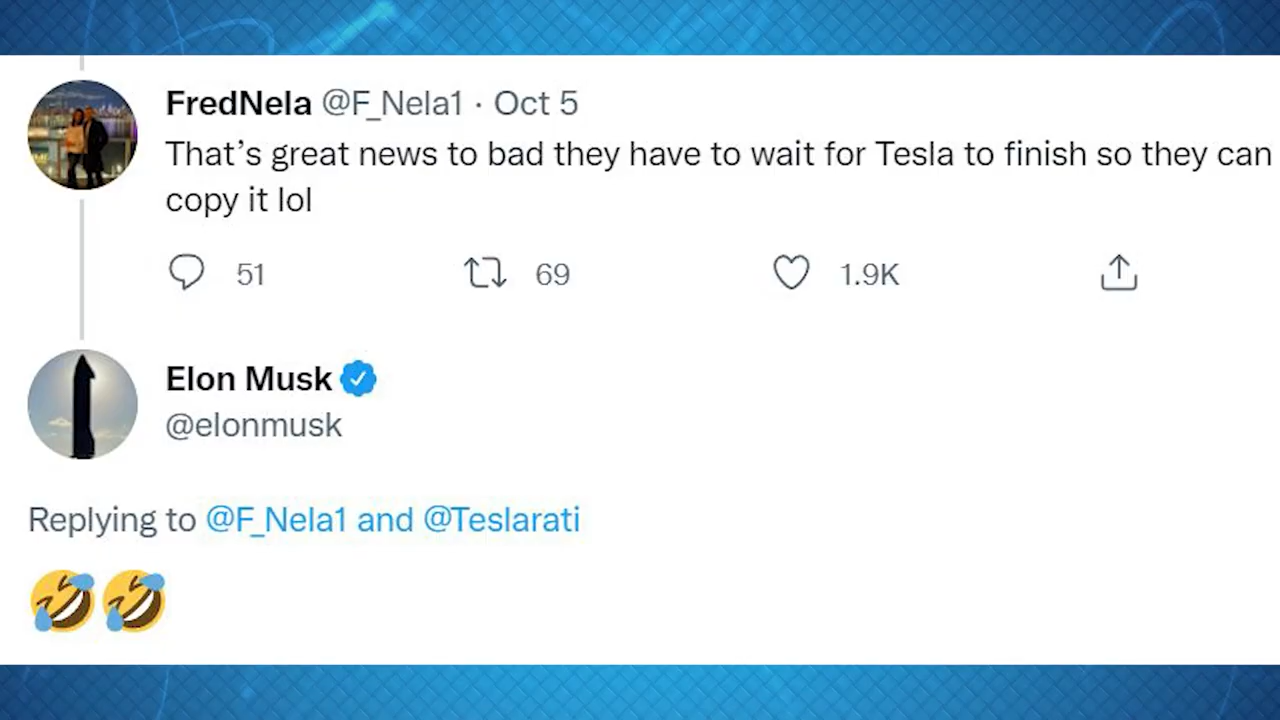 FredNela @F_Nela1 · Oct 5
That’s great news to bad they have to wait for Tesla to finish so they can
copy it lol
51 69 1.9K
Elon Musk
@elonmusk
Replying to @F_Nela1 and @Teslarati
🤣🤣